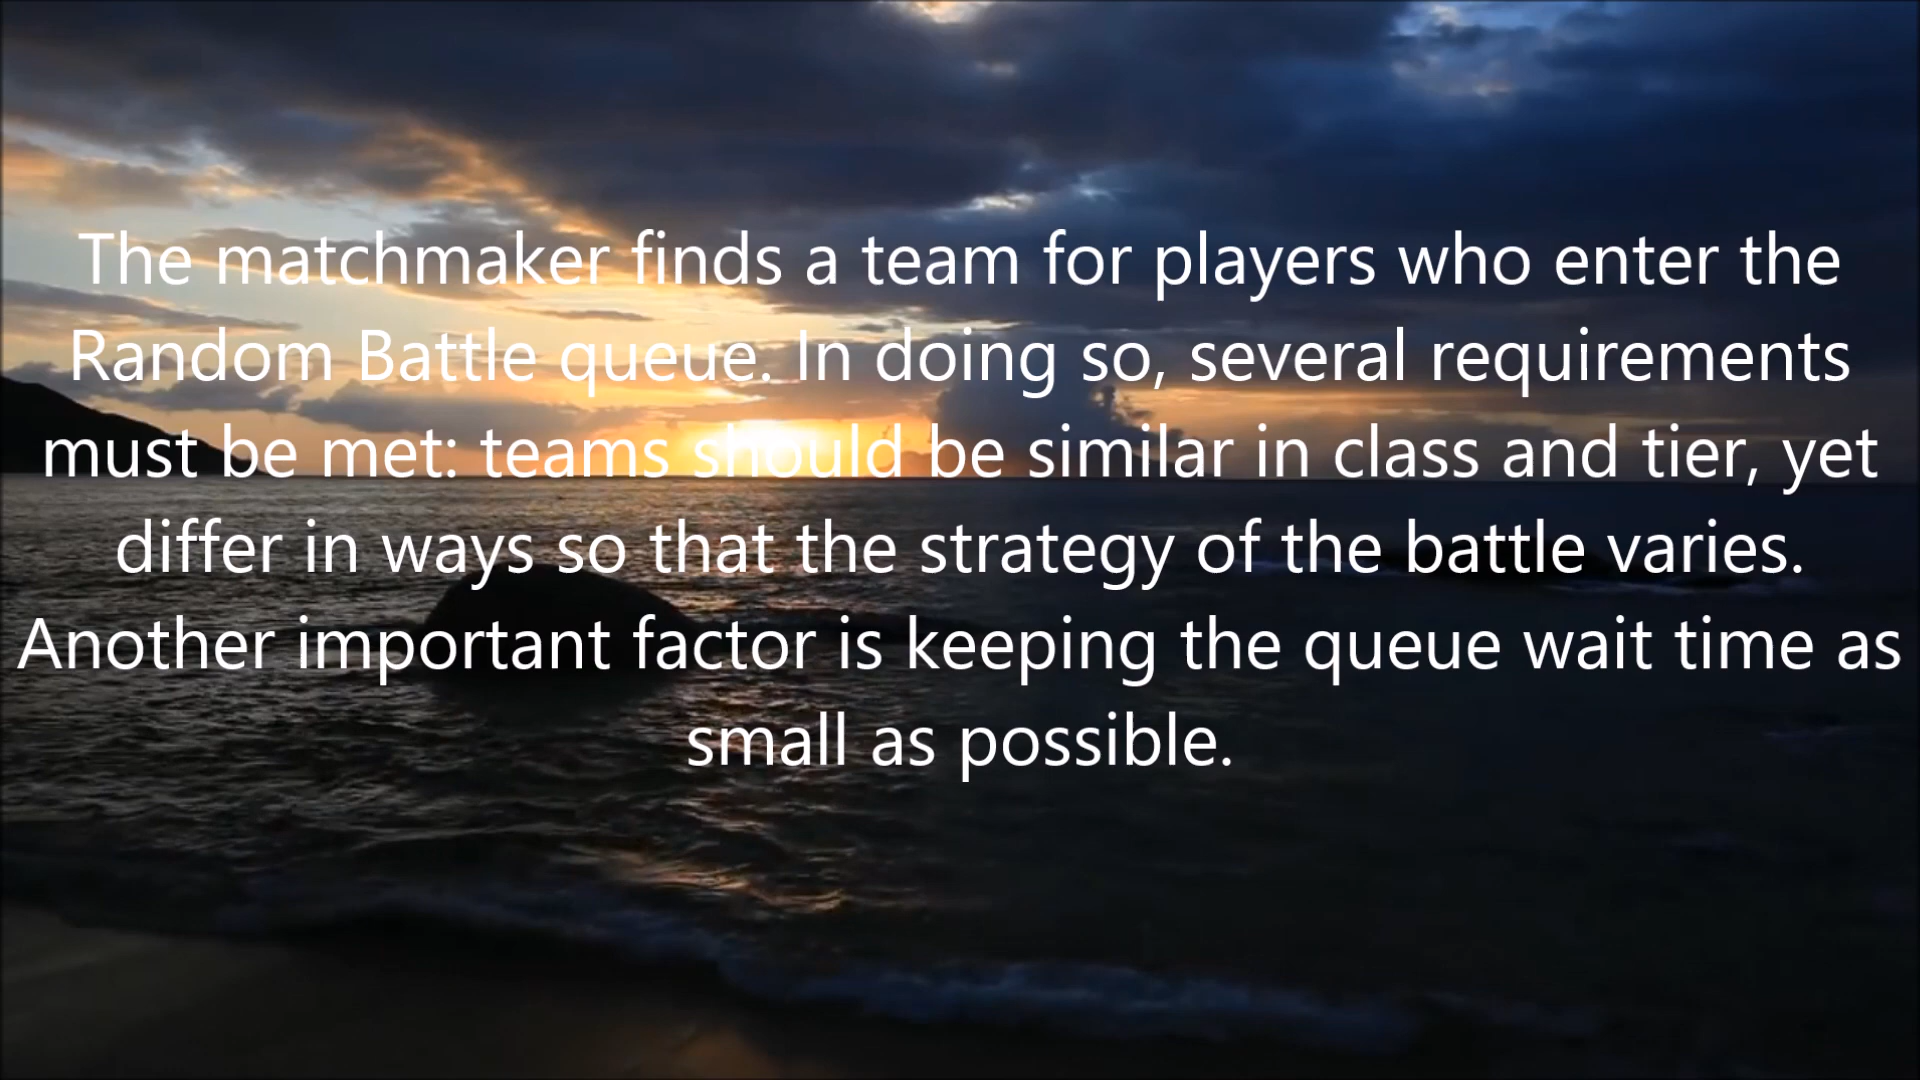 The matchmaker finds a team for players who enter the
Random Battle queue. In doing so, several requirements
must be met: teams should be similar in class and tier, yet
differ in ways so that the strategy of the battle varies.
Another important factor is keeping the queue wait time as
small as possible.